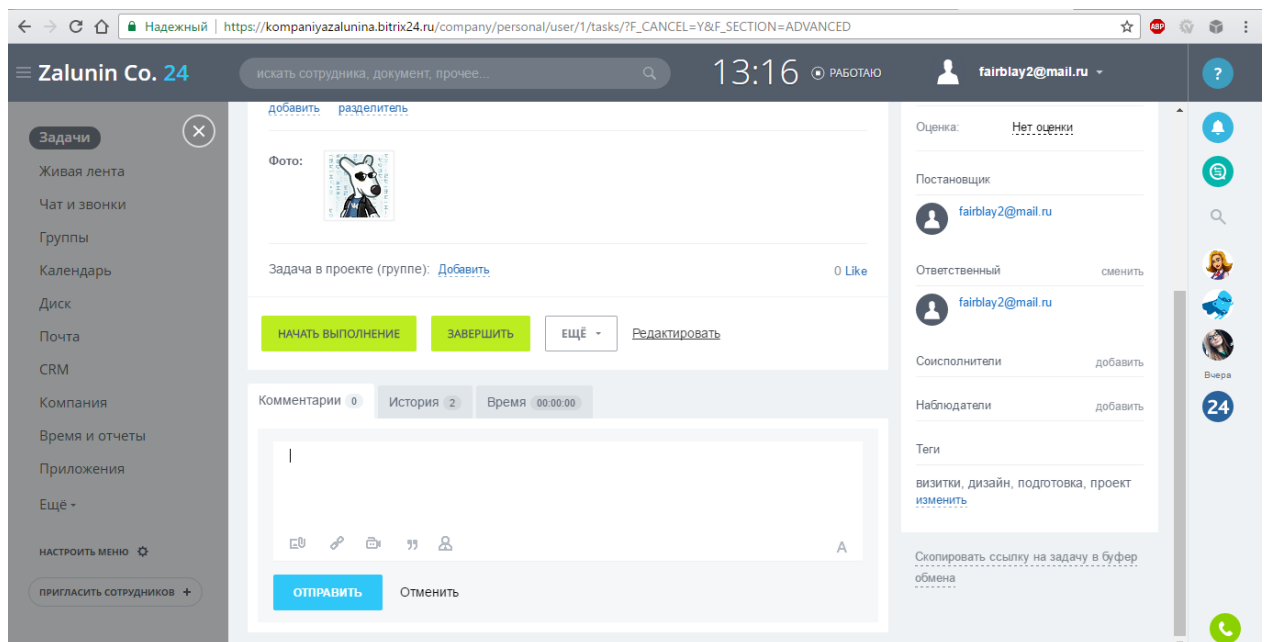 Надежный | https://kompaniyazalunina.bitrix24.ru/company/personal/user/1/tasks/?F_CANCEL=Y&F_SECTION=ADVANCED
ABP
Zalunin Co. 24
искать сотрудника, документ, прочее...
13:16 РАБОТАЮ
fairblay2@mail.ru
?
Задачи
Живая лента
Чат и звонки
Группы
Календарь
Диск
Почта
CRM
Компания
Время и отчеты
Приложения
Ещё
НАСТРОИТЬ МЕНЮ
ПРИГЛАСИТЬ СОТРУДНИКОВ +
добавить разделитель
Фото:
Задача в проекте (группе): Добавить
0 Like
НАЧАТЬ ВЫПОЛНЕНИЕ
ЗАВЕРШИТЬ
ЕЩЁ
Редактировать
Комментарии 0
История 2
Время 00:00:00
A
ОТПРАВИТЬ
Отменить
Оценка: Нет оценки
Постановщик
fairblay2@mail.ru
Ответственный сменить
fairblay2@mail.ru
Соисполнители добавить
Наблюдатели добавить
Теги
визитки, дизайн, подготовка, проект
изменить
Скопировать ссылку на задачу в буфер
обмена
Вчера
24